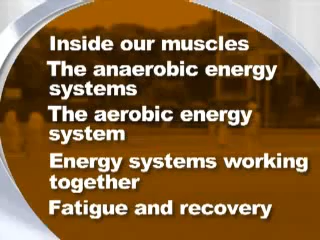 Inside our muscles
The anaerobic energy
systems
The aerobic energy
system
Energy systems working
together
Fatigue and recovery